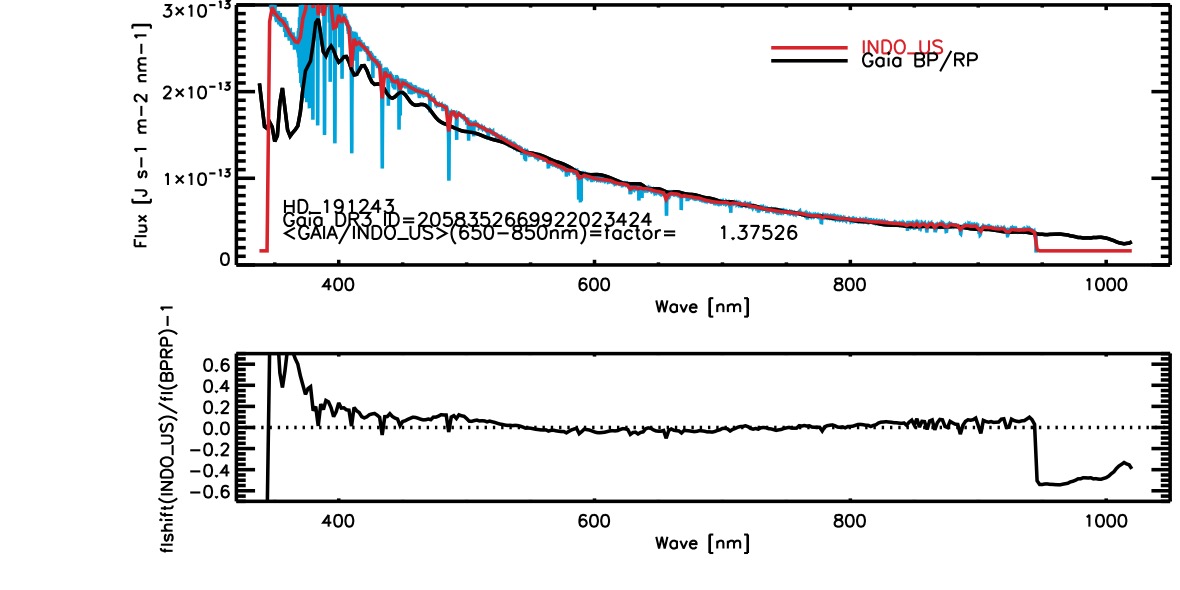 3×10−13
2×10−13
1×10−13
0
Flux [J s−1 m−2 nm−1]
INDO_US
Gaia BP/RP
HD_191243
Gaia DR3 ID=2058352669922023424
<GAIA/INDO_US>(650−850nm)=factor= 1.37526
400 600 800 1000
Wave [nm]
0.6
0.4
0.2
0.0
−0.2
−0.4
−0.6
flshift(INDO_US)/fl(BPRP)−1
400 600 800 1000
Wave [nm]